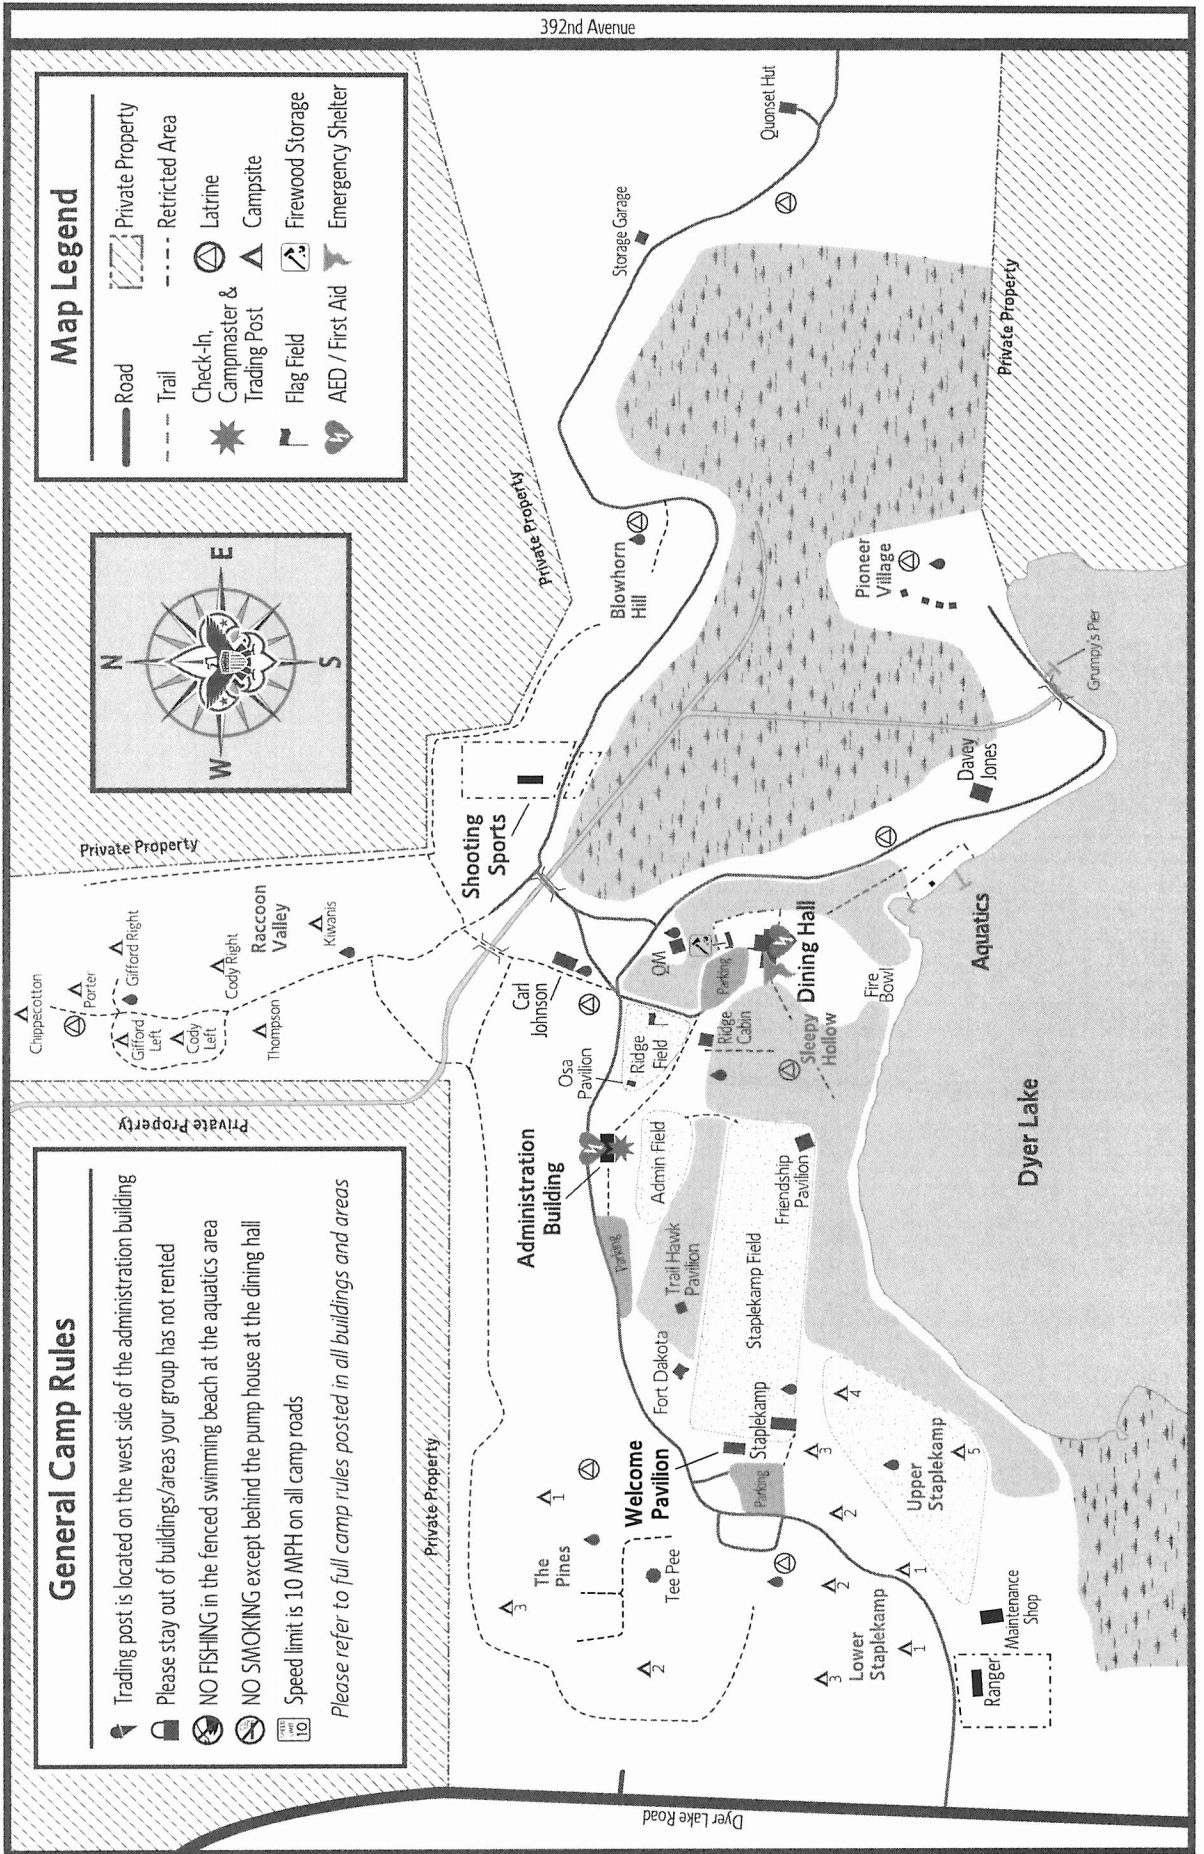 392nd Avenue
General Camp Rules
Trading post is located on the west side of the administration building
Please stay out of buildings/areas your group has not rented
NO FISHING in the fenced swimming beach at the aquatics area
NO SMOKING except behind the pump house at the dining hall
SPEED
LIMIT
10
Speed limit is 10 MPH on all camp roads
Please refer to full camp rules posted in all buildings and areas
N
W
E
S
Map Legend
Road
Private Property
Trail
Retricted Area
Check-In,
Campmaster &
Trading Post
Latrine
Campsite
Flag Field
Firewood Storage
AED / First Aid
Emergency Shelter
Private Property
Private Property
Private Property
Private Property
Private Property
Chippecotton
Porter
Gifford
Left
Gifford Right
Cody
Left
Cody Right
Raccoon
Valley
Thompson
Kiwanis
Shooting
Sports
Blowhorn
Hill
Storage Garage
Quonset Hut
Carl
Johnson
Osa
Pavilion
Ridge
Field
Administration
Building
Parking
Admin Field
QM
Parking
Ridge
Cabin
Sleepy
Hollow
Dining Hall
Fire
Bowl
Aquatics
Davey
Jones
Pioneer
Village
Grumpy's Pier
Dyer Lake
Trail Hawk
Pavilion
Fort Dakota
Staplekamp Field
Friendship
Pavilion
Staplekamp
Welcome
Pavilion
Parking
The
Pines
1
3
2
Tee Pee
3
4
2
5
1
Upper
Staplekamp
2
1
3
Lower
Staplekamp
Maintenance
Shop
Ranger
Dyer Lake Road